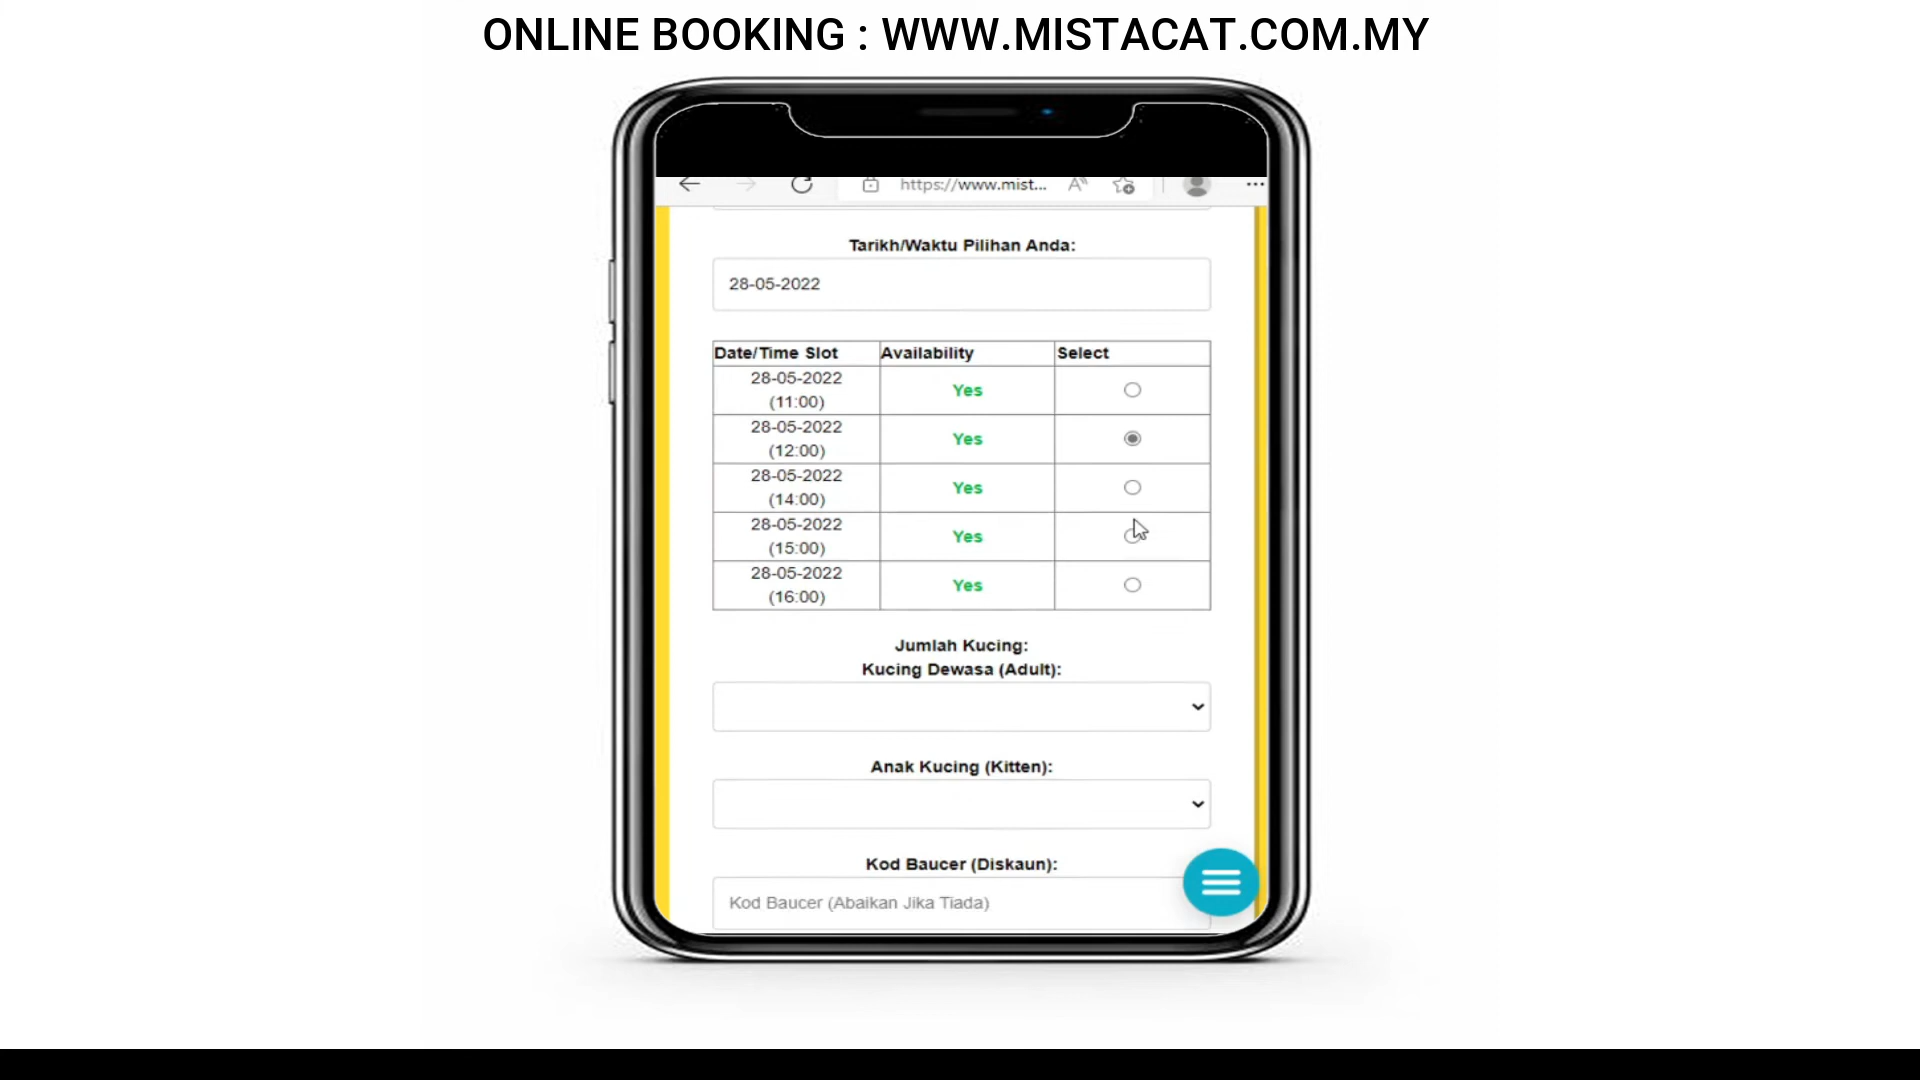 ONLINE BOOKING : WWW.MISTACAT.COM.MY
https://www.mist...
Tarikh/Waktu Pilihan Anda:
28-05-2022
Date/Time Slot Availability Select
28-05-2022
(11:00) Yes
28-05-2022
(12:00) Yes
28-05-2022
(14:00) Yes
28-05-2022
(15:00) Yes
28-05-2022
(16:00) Yes
Jumlah Kucing:
Kucing Dewasa (Adult):
Anak Kucing (Kitten):
Kod Baucer (Diskaun):
Kod Baucer (Abaikan Jika Tiada)